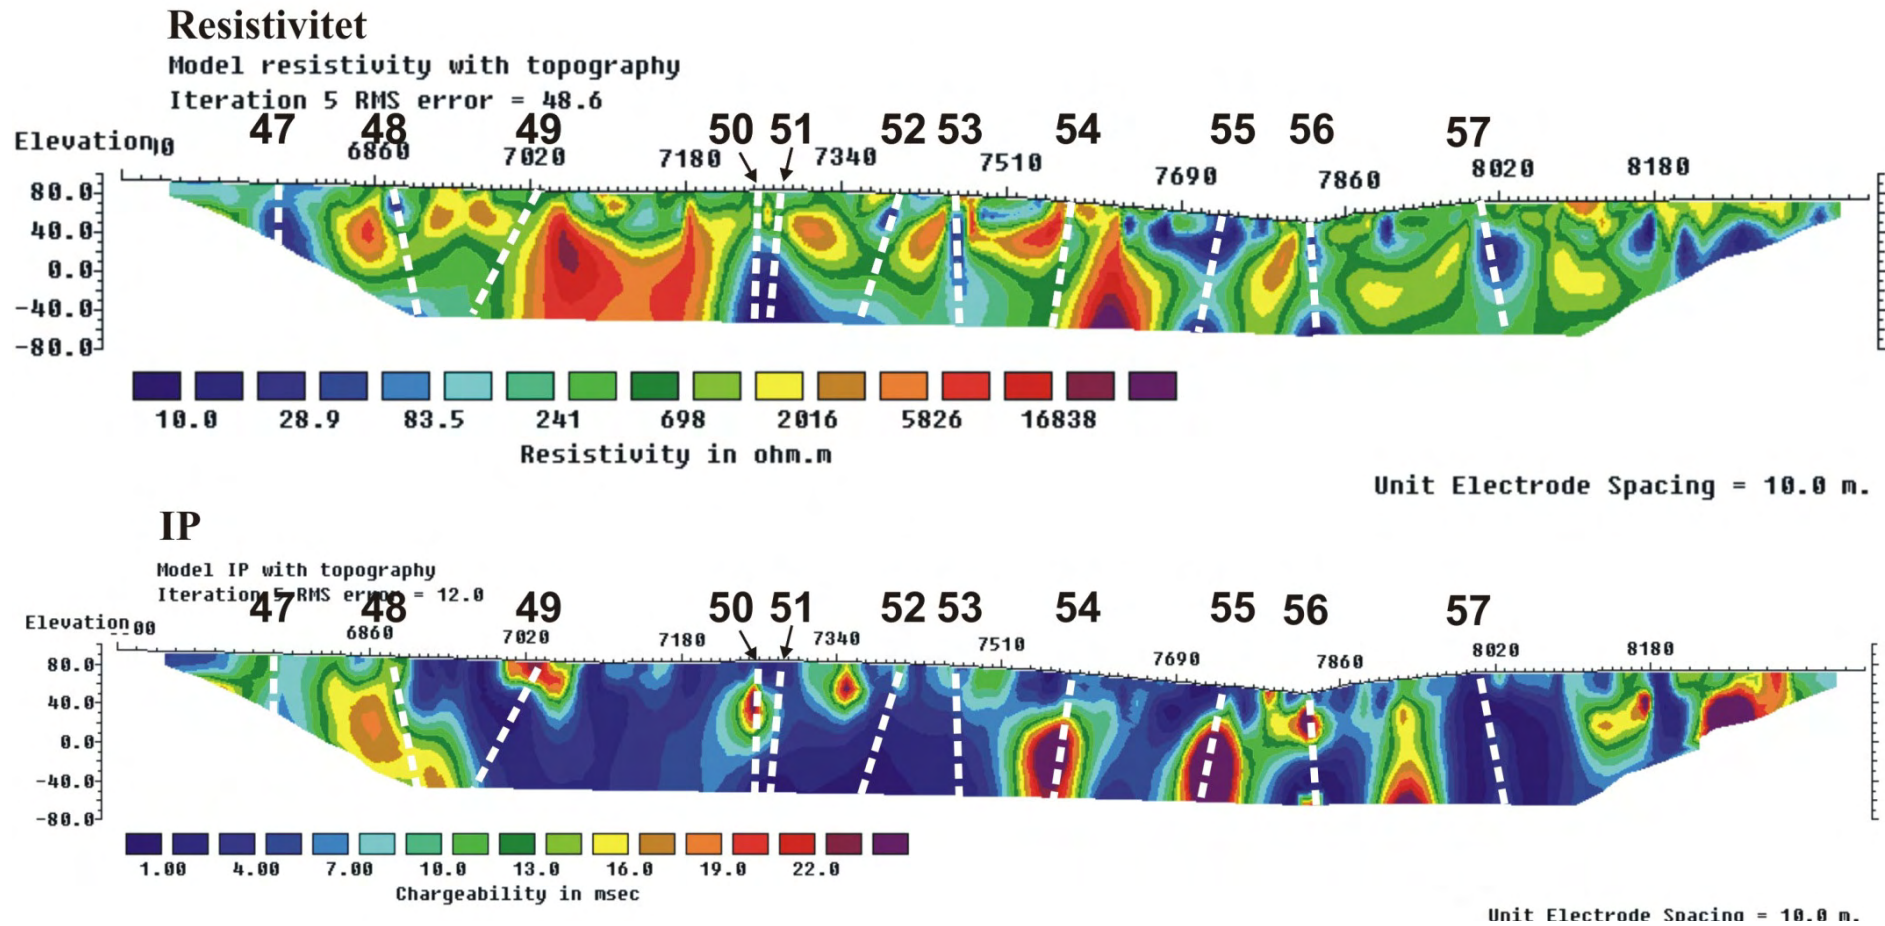 Resistivitet
Model resistivity with topography
Iteration 5 RMS error = 48.6
47 48 49 50 51 52 53 54 55 56 57
Elevation
6860 7020 7180 7340 7510 7690 7860 8020 8180
80.0
40.0
0.0
-40.0
-80.0
10.0 28.9 83.5 241 698 2016 5826 16838
Resistivity in ohm.m
Unit Electrode Spacing = 10.0 m.
IP
Model IP with topography
Iteration 5 RMS error = 12.0
47 48 49 50 51 52 53 54 55 56 57
Elevation
6860 7020 7180 7340 7510 7690 7860 8020 8180
80.0
40.0
0.0
-40.0
-80.0
1.00 4.00 7.00 10.0 13.0 16.0 19.0 22.0
Chargeability in msec
Unit Electrode Spacing = 10.0 m.